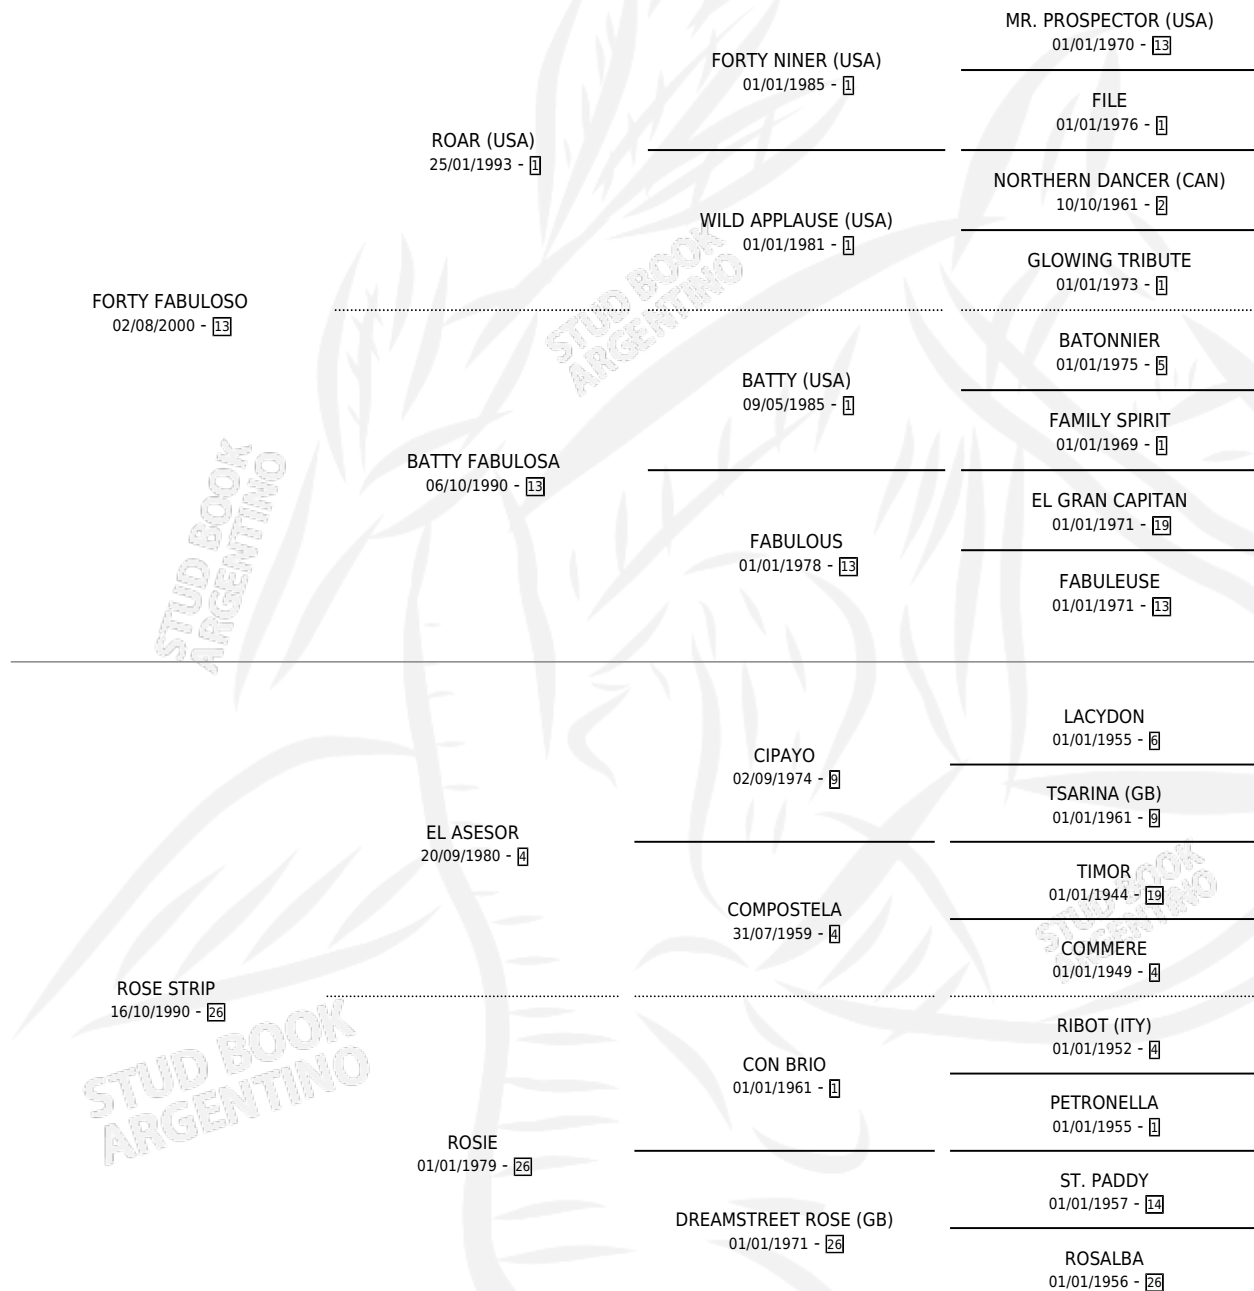 MR. PROSPECTOR (USA)
01/01/1970 - 13
FORTY NINER (USA)
01/01/1985 - 1
FILE
01/01/1976 - 1
ROAR (USA)
25/01/1993 - 1
NORTHERN DANCER (CAN)
10/10/1961 - 2
WILD APPLAUSE (USA)
01/01/1981 - 1
GLOWING TRIBUTE
01/01/1973 - 1
FORTY FABULOSO
02/08/2000 - 13
STUD BOOK
ARGENTINO
BATONNIER
01/01/1975 - 5
BATTY (USA)
09/05/1985 - 1
FAMILY SPIRIT
01/01/1969 - 1
BATTY FABULOSA
06/10/1990 - 13
EL GRAN CAPITAN
01/01/1971 - 19
FABULOUS
01/01/1978 - 13
FABULEUSE
01/01/1971 - 13
STUD BOOK
ARGENTINO
LACYDON
01/01/1955 - 6
CIPAYO
02/09/1974 - 9
TSARINA (GB)
01/01/1961 - 9
EL ASESOR
20/09/1980 - 4
TIMOR
01/01/1944 - 19
COMPOSTELA
31/07/1959 - 4
COMMERE
01/01/1949 - 4
STUD BOOK
ARGENTINO
ROSE STRIP
16/10/1990 - 26
STUD BOOK
ARGENTINO
RIBOT (ITY)
01/01/1952 - 4
CON BRIO
01/01/1961 - 1
PETRONELLA
01/01/1955 - 1
ROSIE
01/01/1979 - 26
ST. PADDY
01/01/1957 - 14
DREAMSTREET ROSE (GB)
01/01/1971 - 26
ROSALBA
01/01/1956 - 26